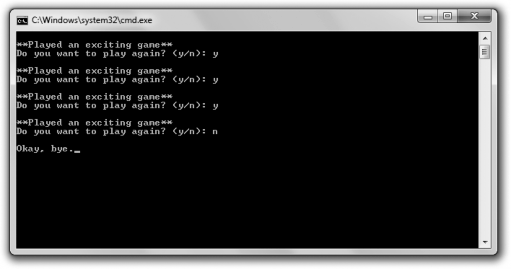 C:\Windows\system32\cmd.exe
**Played an exciting game**
Do you want to play again? (y/n): y
**Played an exciting game**
Do you want to play again? (y/n): y
**Played an exciting game**
Do you want to play again? (y/n): y
**Played an exciting game**
Do you want to play again? (y/n): n
Okay, bye._